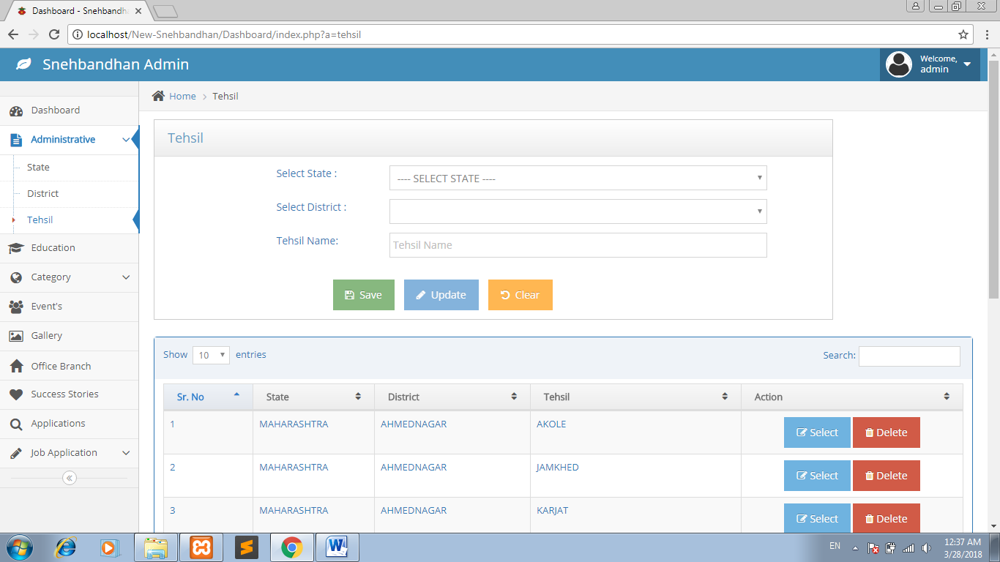 Dashboard - Snehbandh
localhost/New-Snehbandhan/Dashboard/index.php?a=tehsil
Snehbandhan Admin
Welcome,
admin
Home > Tehsil
Dashboard
Administrative
State
District
Tehsil
Education
Category
Event's
Gallery
Office Branch
Success Stories
Applications
Job Application
Tehsil
Select State :
---- SELECT STATE ----
Select District :
Tehsil Name:
Tehsil Name
Save Update Clear
Show 10 entries Search:
Sr. No State District Tehsil Action
1 MAHARASHTRA AHMEDNAGAR AKOLE Select Delete
2 MAHARASHTRA AHMEDNAGAR JAMKHED Select Delete
3 MAHARASHTRA AHMEDNAGAR KARJAT Select Delete
EN
12:37 AM
3/28/2018